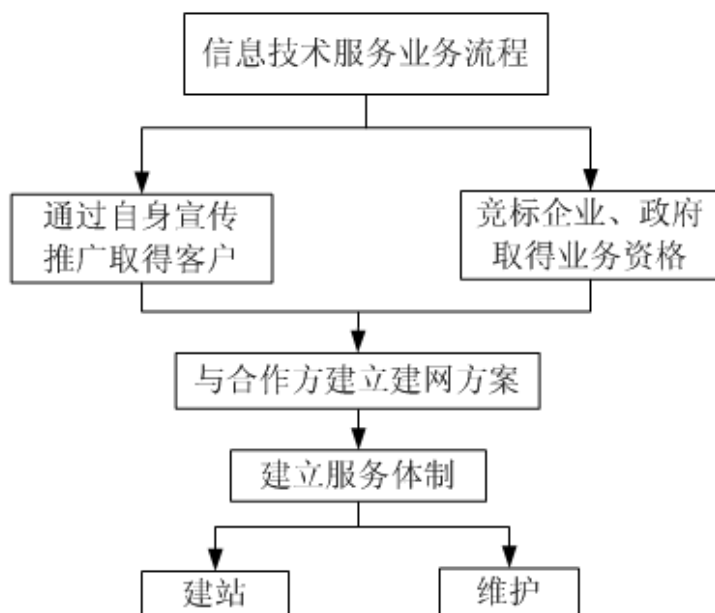 信息技术服务业务流程
通过自身宣传
推广取得客户
竞标企业、政府
取得业务资格
与合作方建立建网方案
建立服务体制
建站
维护